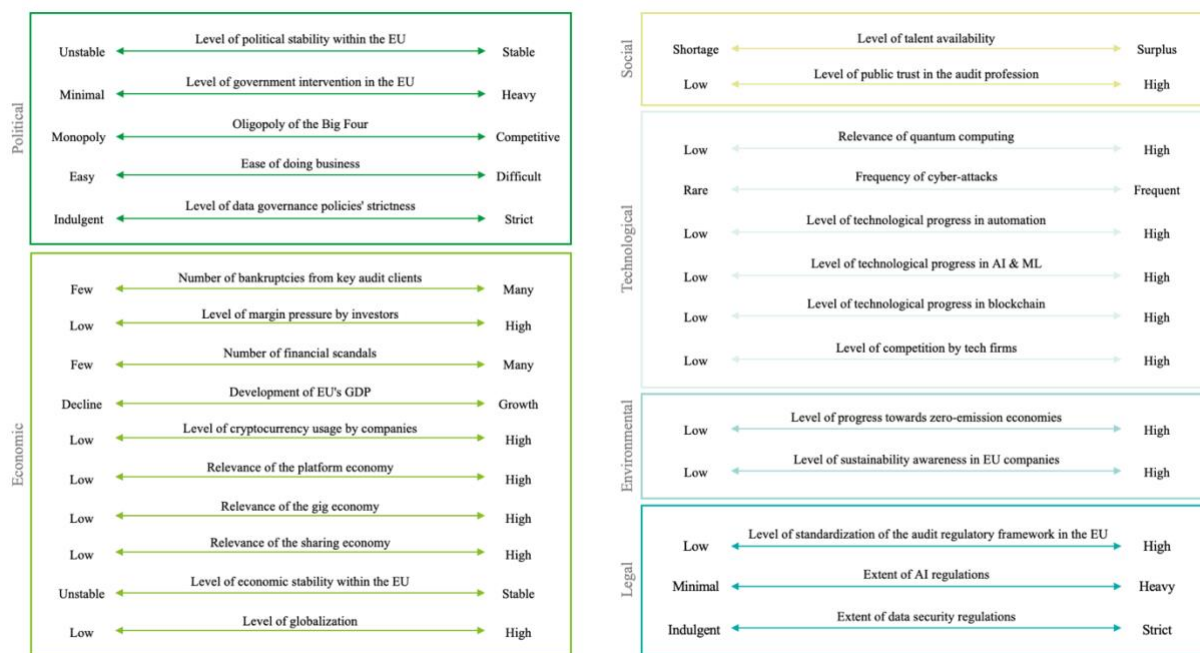 Political
Level of political stability within the EU
Unstable Stable
Level of government intervention in the EU
Minimal Heavy
Oligopoly of the Big Four
Monopoly Competitive
Ease of doing business
Easy Difficult
Level of data governance policies' strictness
Indulgent Strict
Economic
Number of bankruptcies from key audit clients
Few Many
Level of margin pressure by investors
Low High
Number of financial scandals
Few Many
Development of EU's GDP
Decline Growth
Level of cryptocurrency usage by companies
Low High
Relevance of the platform economy
Low High
Relevance of the gig economy
Low High
Relevance of the sharing economy
Low High
Level of economic stability within the EU
Unstable Stable
Level of globalization
Low High
Social
Level of talent availability
Shortage Surplus
Level of public trust in the audit profession
Low High
Technological
Relevance of quantum computing
Low High
Frequency of cyber-attacks
Rare Frequent
Level of technological progress in automation
Low High
Level of technological progress in AI & ML
Low High
Level of technological progress in blockchain
Low High
Level of competition by tech firms
Low High
Environmental
Level of progress towards zero-emission economies
Low High
Level of sustainability awareness in EU companies
Low High
Legal
Level of standardization of the audit regulatory framework in the EU
Low High
Extent of AI regulations
Minimal Heavy
Extent of data security regulations
Indulgent Strict